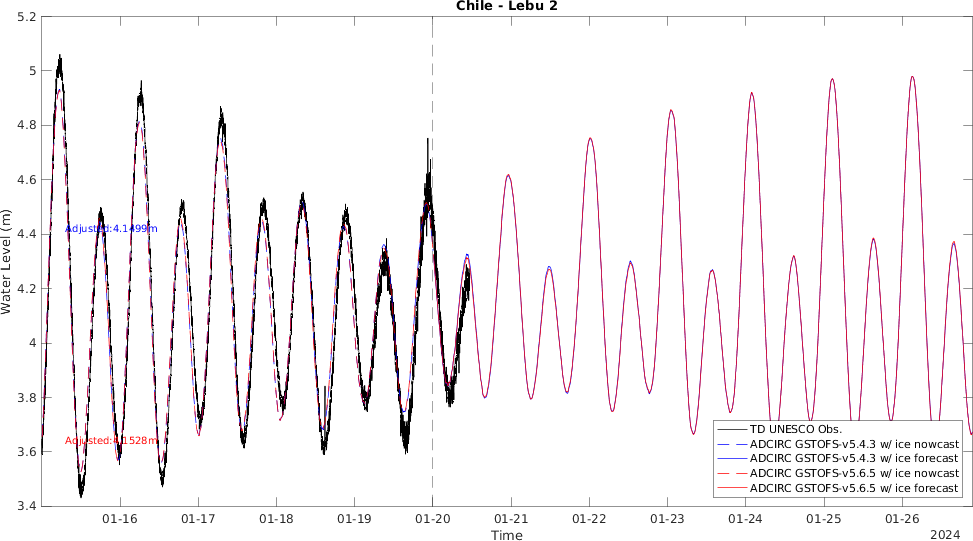 Chile - Lebu 2
Water Level (m)
5.2
5
4.8
4.6
4.4
4.2
4
3.8
3.6
3.4
Adjusted:4.1499m
Adjusted:4.1528m
TD UNESCO Obs.
ADCIRC GSTOFS-v5.4.3 w/ ice nowcast
ADCIRC GSTOFS-v5.4.3 w/ ice forecast
ADCIRC GSTOFS-v5.6.5 w/ ice nowcast
ADCIRC GSTOFS-v5.6.5 w/ ice forecast
01-16 01-17 01-18 01-19 01-20 01-21 01-22 01-23 01-24 01-25 01-26
Time
2024